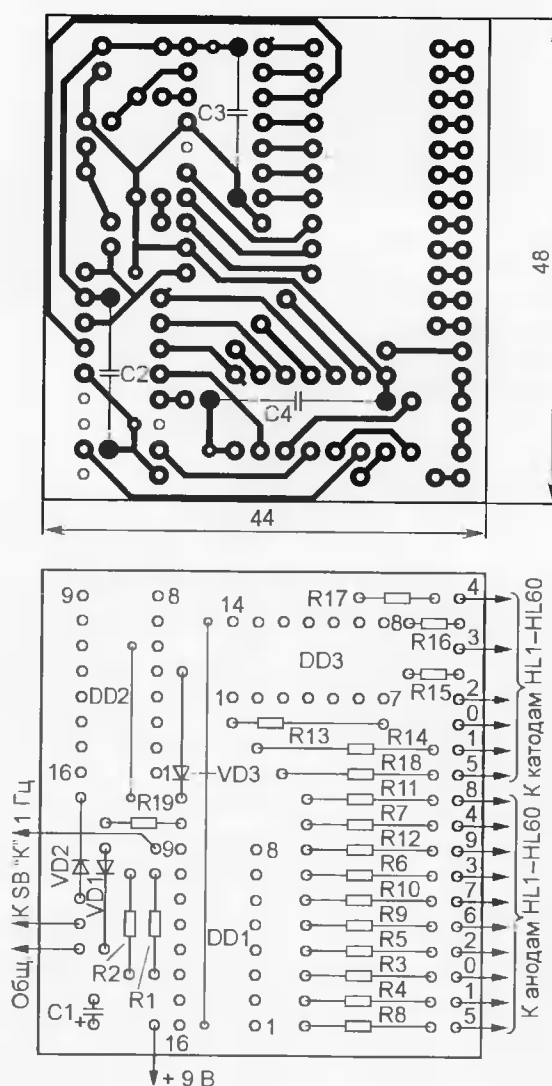 C3
C2
C4
48
44
9
8
14
R17
4
8
R16
3
DD3
DD2
R15
2
1
7
0
R13
R14
1
16
1
VD3
R18
5
R11
8
R19
R7
4
К SB "К" 1 Гц
9
8
R12
9
VD2
VD1
R6
3
R10
7
R9
6
Общ.
R2
R1
DD1
R5
2
R3
0
C1
+
R4
1
16
1
R8
5
+ 9 В
К катодам HL1–HL60
К анодам HL1–HL60